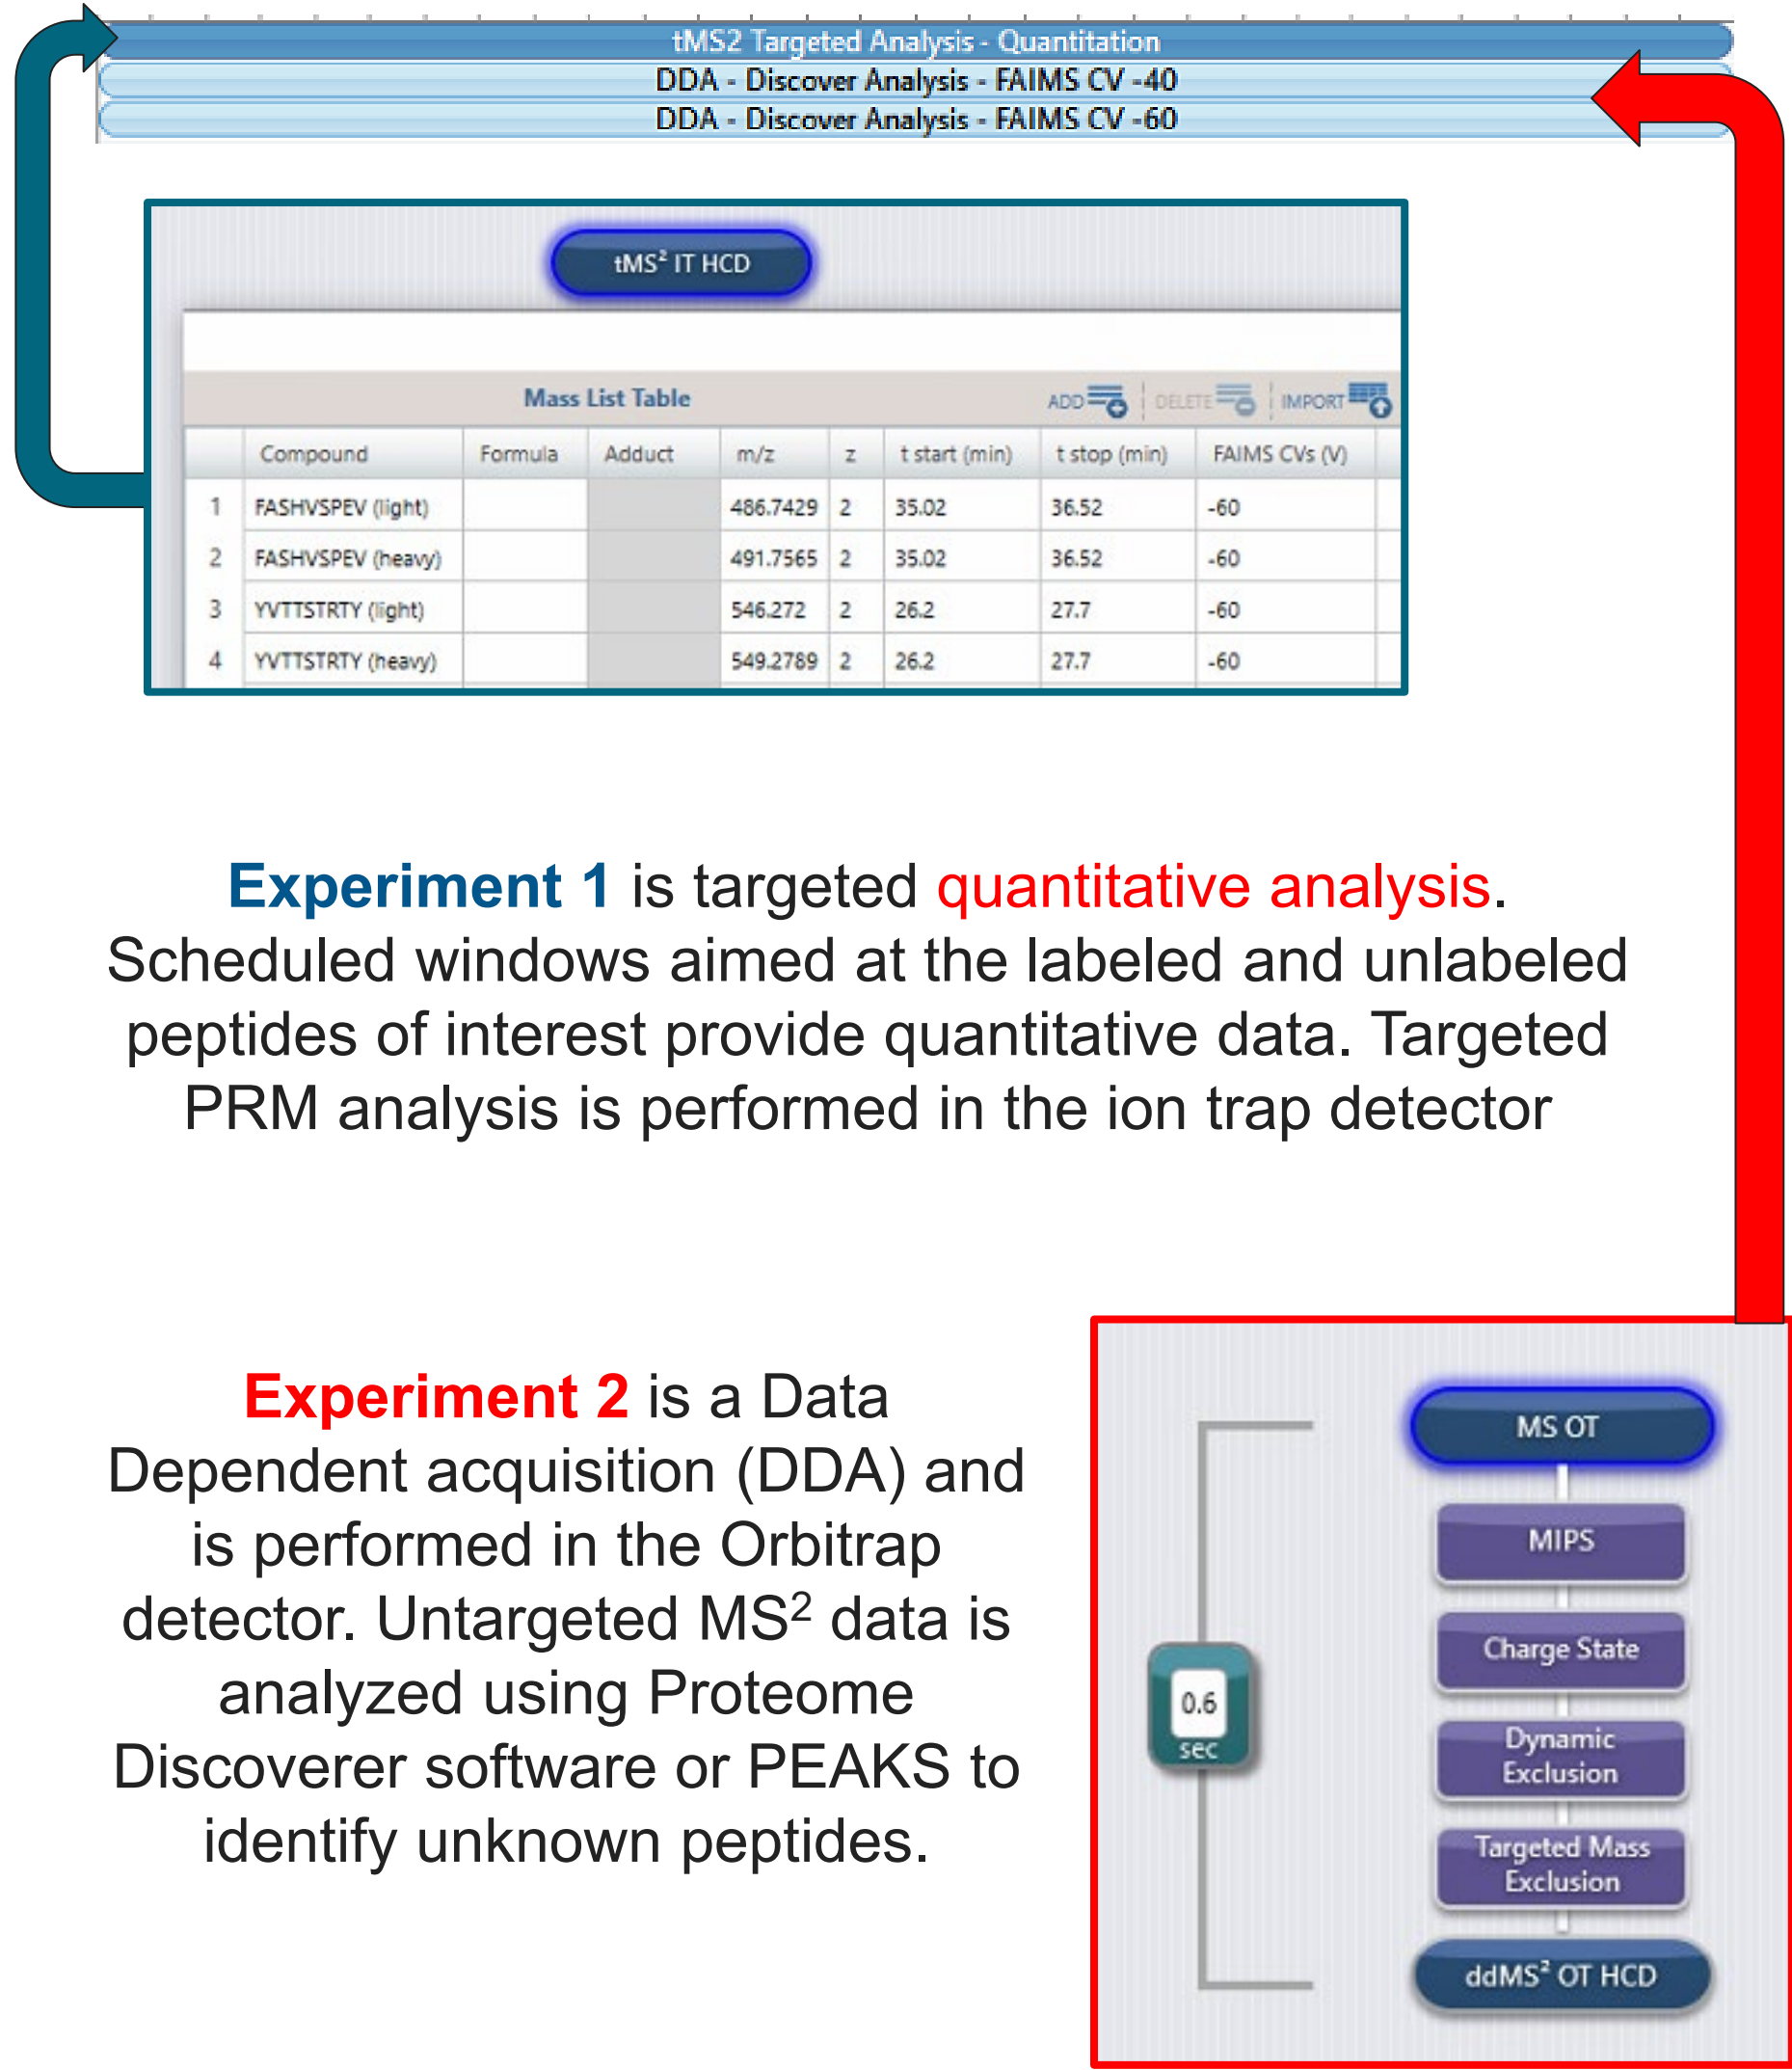 tMS2 Targeted Analysis - Quantitation
DDA - Discover Analysis - FAIMS CV -40
DDA - Discover Analysis - FAIMS CV -60
tMS² IT HCD
Mass List Table ADD DELETE IMPORT
Compound Formula Adduct m/z z t start (min) t stop (min) FAIMS CVs (V)
1 FASHVSPEV (light) 486.7429 2 35.02 36.52 -60
2 FASHVSPEV (heavy) 491.7565 2 35.02 36.52 -60
3 YVTTSTRTY (light) 546.272 2 26.2 27.7 -60
4 YVTTSTRTY (heavy) 549.2789 2 26.2 27.7 -60
Experiment 1 is targeted quantitative analysis.
Scheduled windows aimed at the labeled and unlabeled
peptides of interest provide quantitative data. Targeted
PRM analysis is performed in the ion trap detector
Experiment 2 is a Data
Dependent acquisition (DDA) and
is performed in the Orbitrap
detector. Untargeted MS² data is
analyzed using Proteome
Discoverer software or PEAKS to
identify unknown peptides.
MS OT
MIPS
Charge State
0.6
sec
Dynamic
Exclusion
Targeted Mass
Exclusion
ddMS² OT HCD